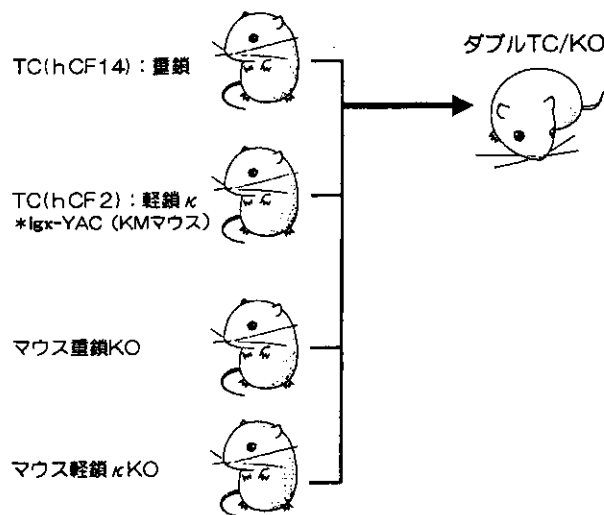 ダブルTC/KO
TC(hCF14)：重鎖
TC(hCF2)：軽鎖κ
*Igx-YAC（KMマウス）
マウス重鎖KO
マウス軽鎖κKO